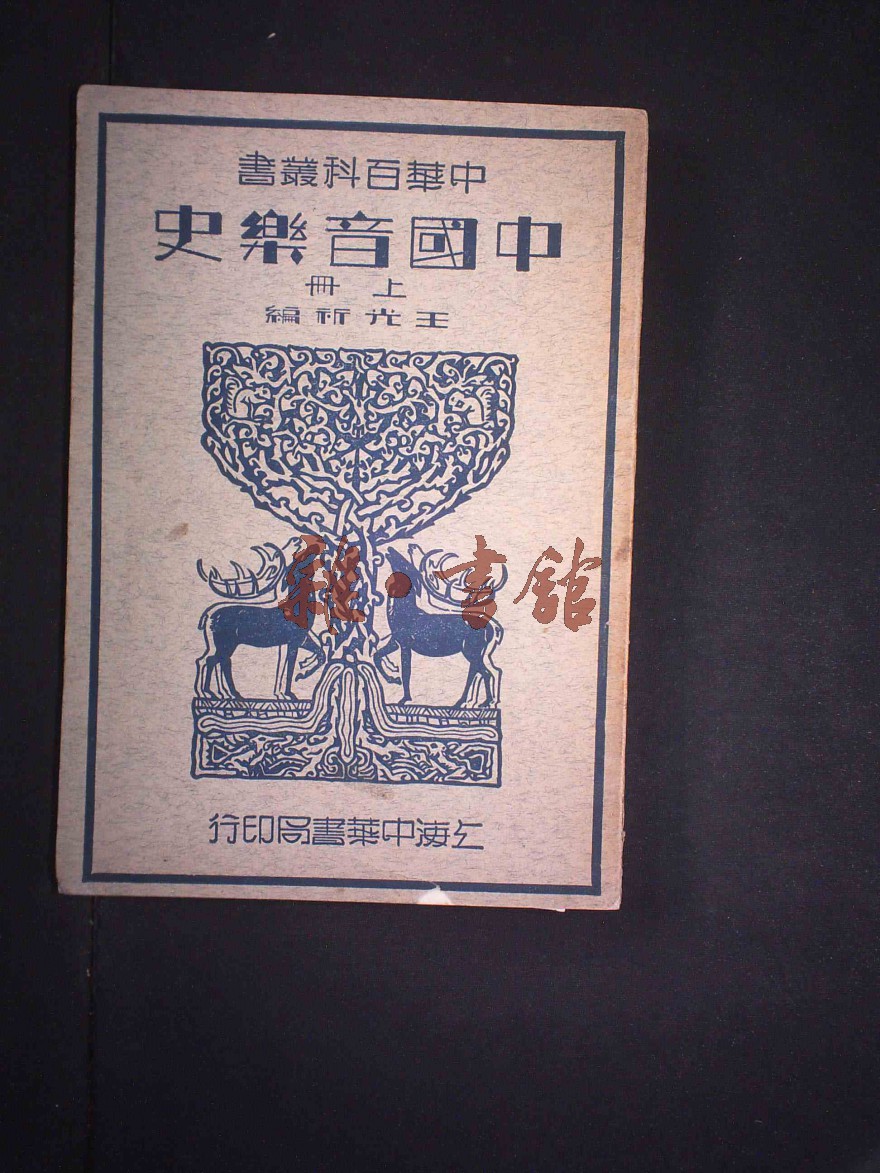 中華百科叢書
中國音樂史
上冊
王光祈編
雜·書館
上海中華書局印行